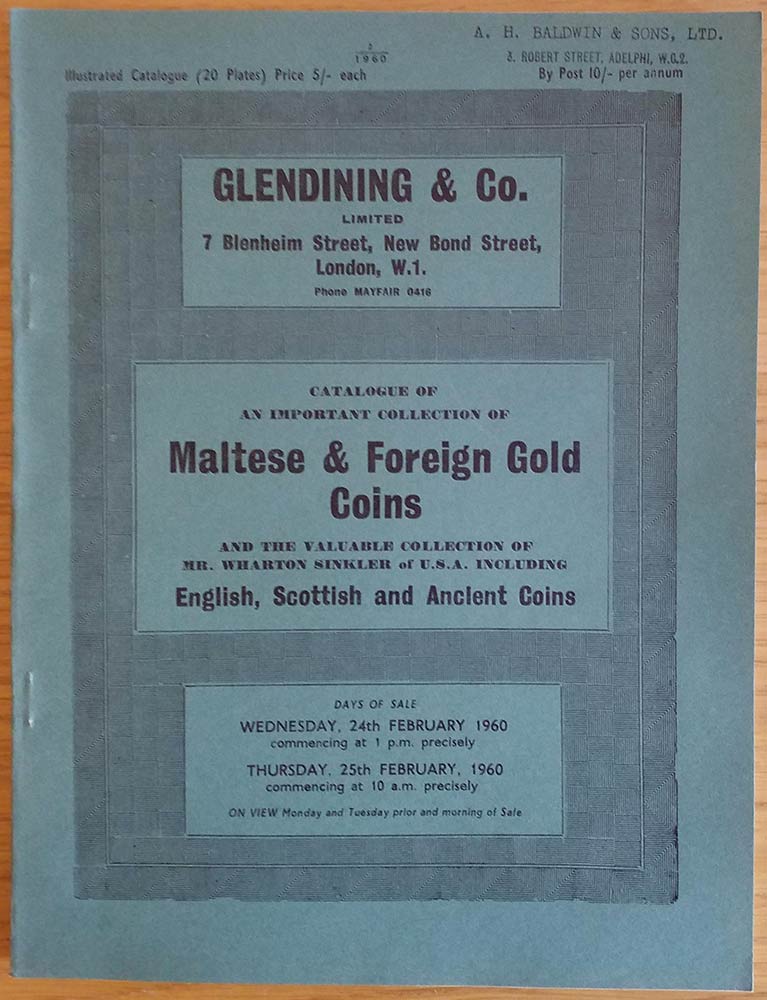 A. H. BALDWIN & SONS, LTD.
3. ROBERT STREET, ADELPHI, W.C.2.
3
1960
Illustrated Catalogue (20 Plates) Price 5/- each
By Post 10/- per annum
GLENDINING & Co.
LIMITED
7 Blenheim Street, New Bond Street,
London, W.1.
Phone MAYFAIR 0416
CATALOGUE OF
AN IMPORTANT COLLECTION OF
Maltese & Foreign Gold
Coins
AND THE VALUABLE COLLECTION OF
MR. WHARTON SINKLER of U.S.A. INCLUDING
English, Scottish and Ancient Coins
DAYS OF SALE
WEDNESDAY, 24th FEBRUARY 1960
commencing at 1 p.m. precisely
THURSDAY, 25th FEBRUARY, 1960
commencing at 10 a.m. precisely
ON VIEW Monday and Tuesday prior and morning of Sale